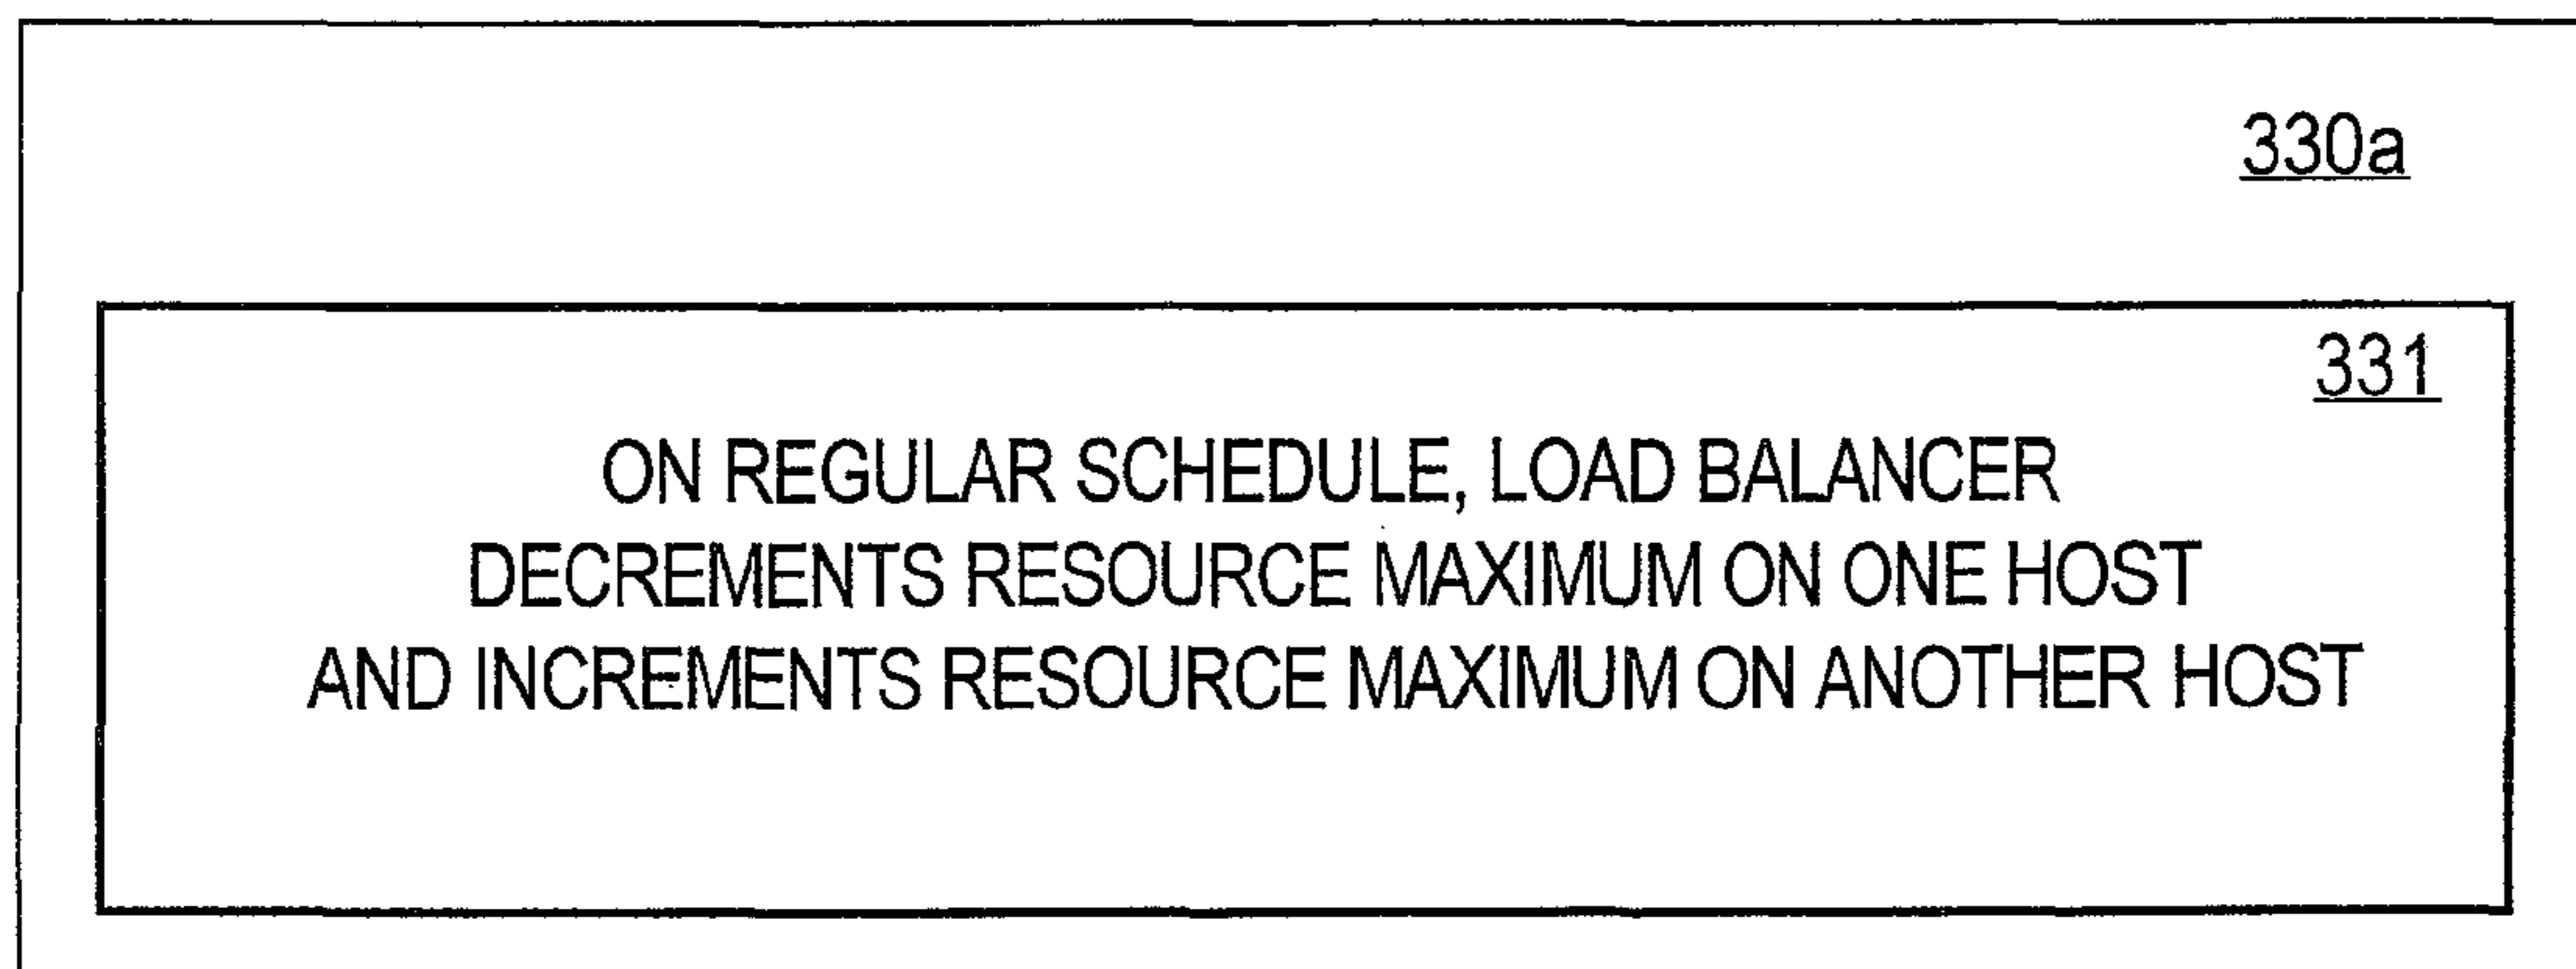 330a
331
ON REGULAR SCHEDULE, LOAD BALANCER
DECREMENTS RESOURCE MAXIMUM ON ONE HOST
AND INCREMENTS RESOURCE MAXIMUM ON ANOTHER HOST